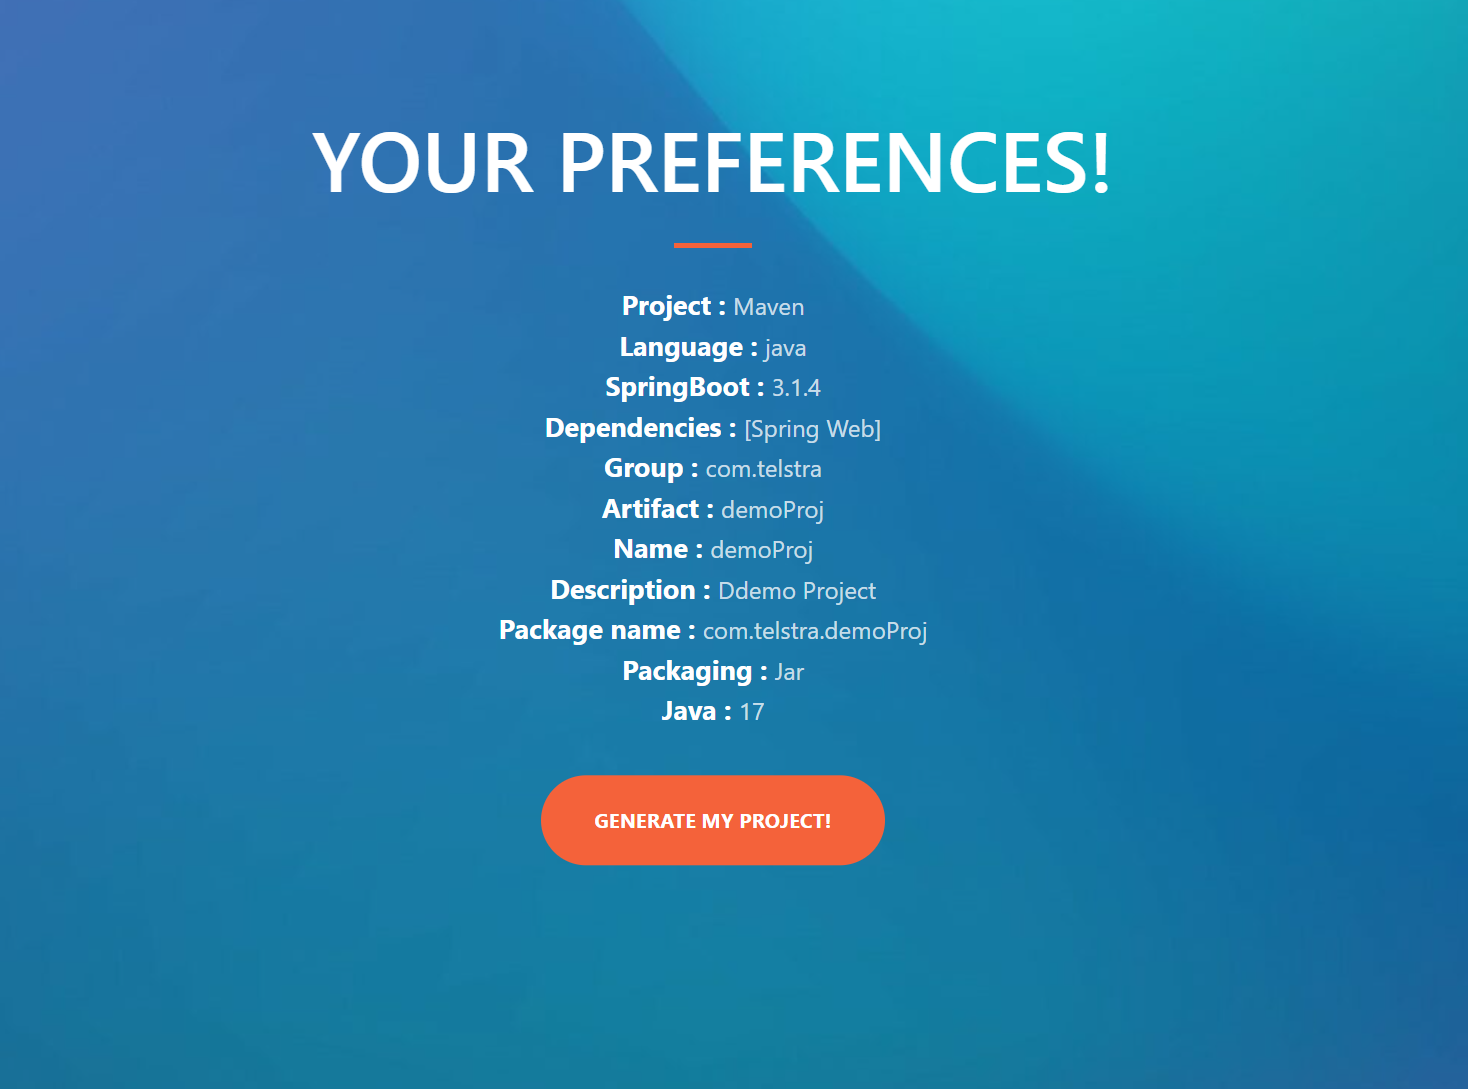 YOUR PREFERENCES!
Project : Maven
Language : java
SpringBoot : 3.1.4
Dependencies : [Spring Web]
Group : com.telstra
Artifact : demoProj
Name : demoProj
Description : Ddemo Project
Package name : com.telstra.demoProj
Packaging : Jar
Java : 17
GENERATE MY PROJECT!